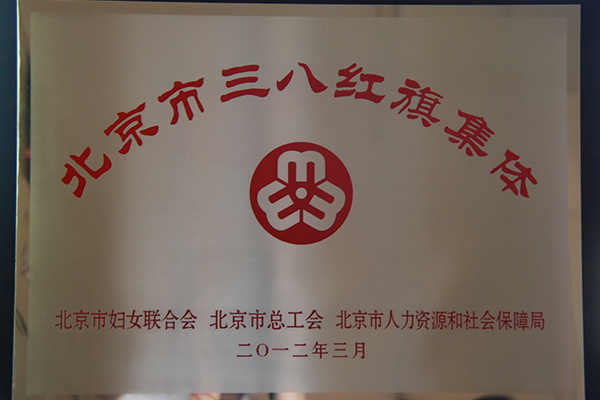 北京市三八红旗集体
北京市妇女联合会 北京市总工会 北京市人力资源和社会保障局
二〇一二年三月